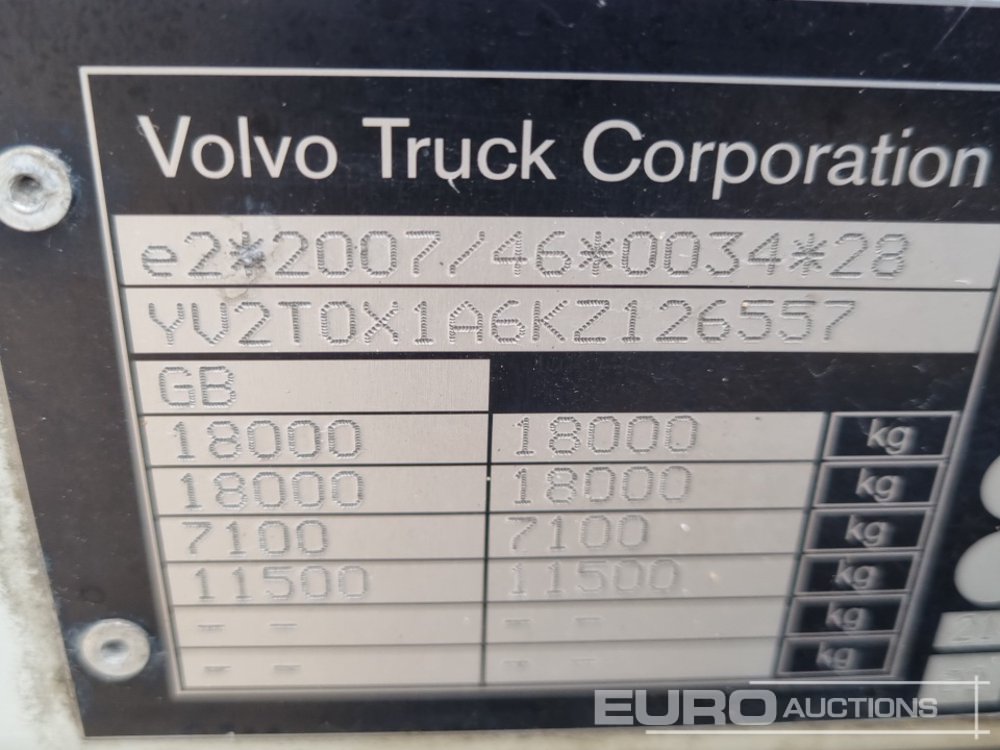 Volvo Truck Corporation
e2*2007/46*0034*28
YV2T0X1A6KZ126557
GB
18000 18000 kg
18000 18000 kg
7100 7100 kg
11500 11500 kg
-- -- kg
-- -- kg
EURO AUCTIONS